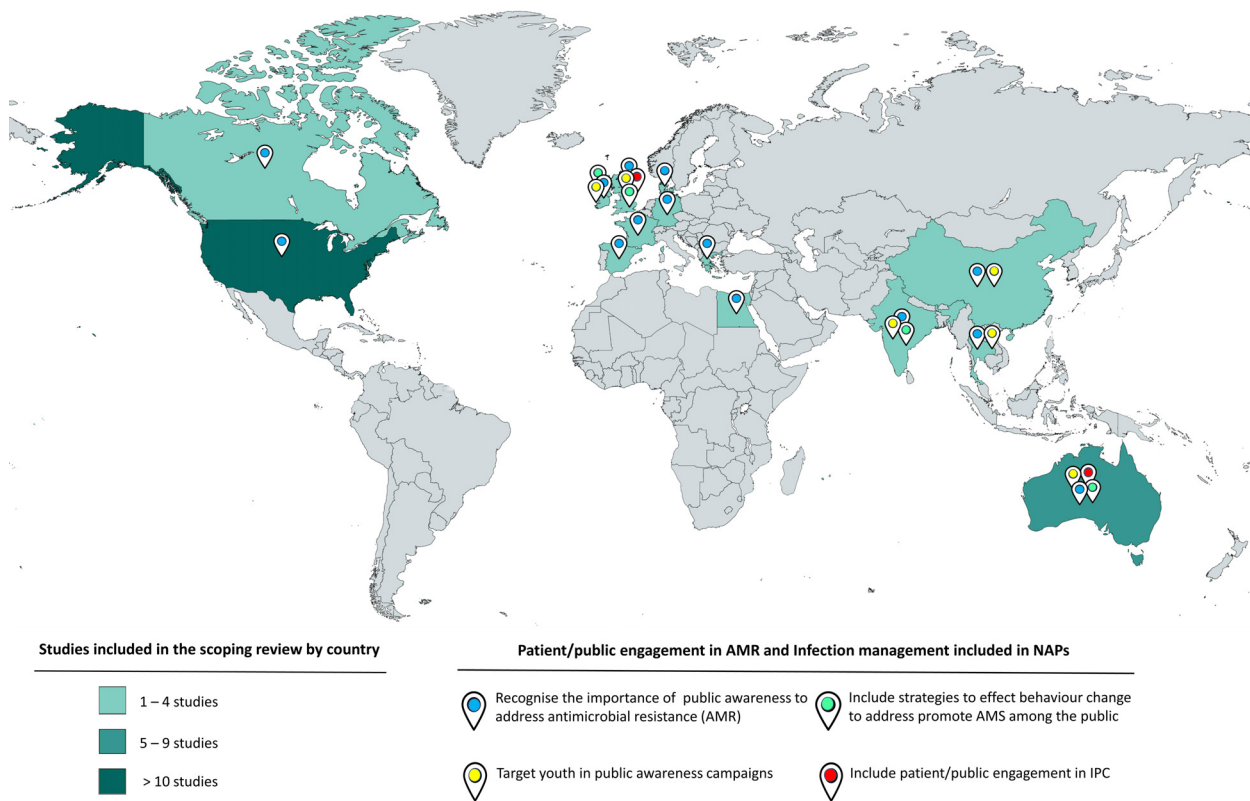 Studies included in the scoping review by country
1 – 4 studies
5 – 9 studies
> 10 studies
Patient/public engagement in AMR and Infection management included in NAPs
Recognise the importance of public awareness to
address antimicrobial resistance (AMR)
Include strategies to effect behaviour change
to address promote AMS among the public
Target youth in public awareness campaigns
Include patient/public engagement in IPC